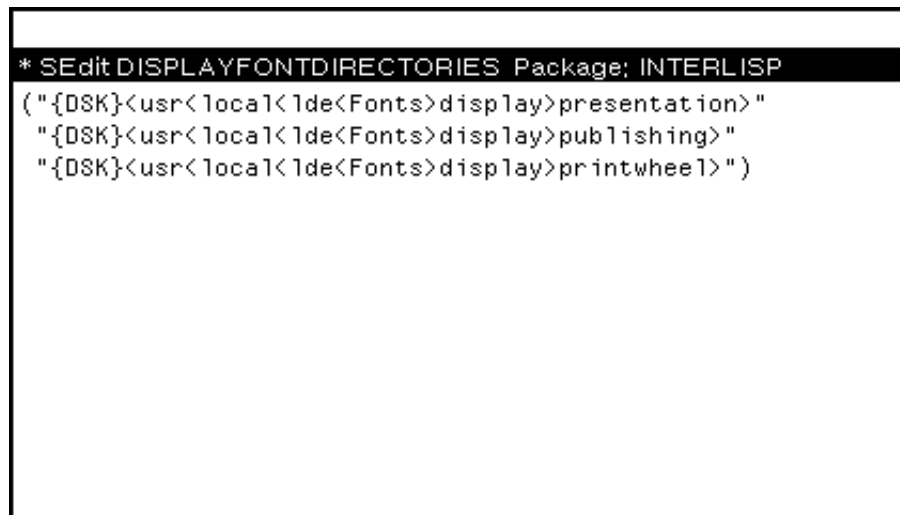 * SEdit DISPLAYFONTDIRECTORIES Package: INTERLISP
("{DSK}<usr<local<lde<Fonts>display>presentation>"
"{DSK}<usr<local<lde<Fonts>display>publishing>"
"{DSK}<usr<local<lde<Fonts>display>printwheel>")